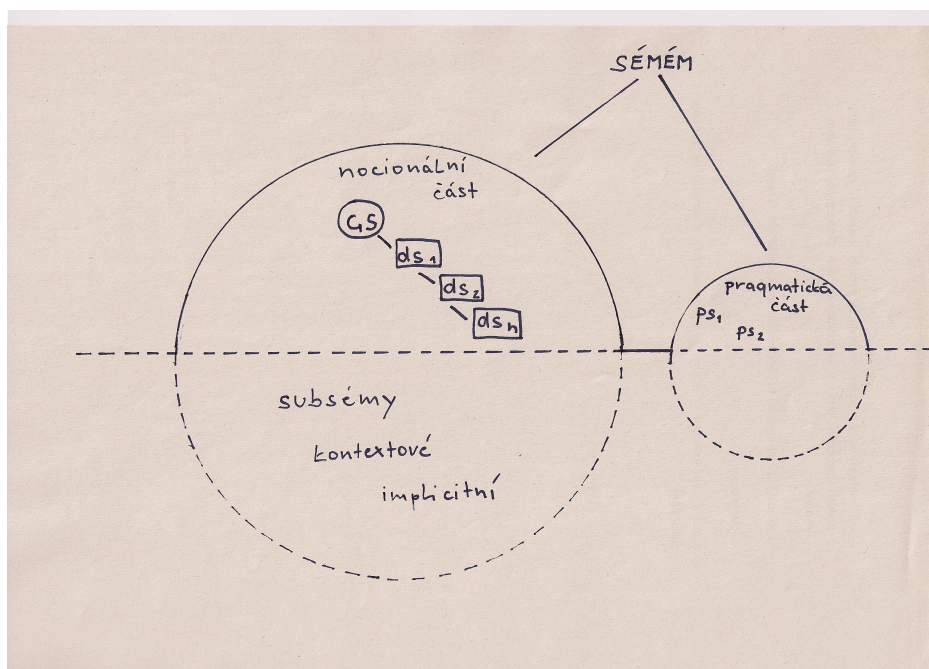 SÉMÉM
nocionální
část
GS
ds₁
ds₂
dsₙ
pragmatická
část
ps₁
ps₂
subsémy
kontextové
implicitní